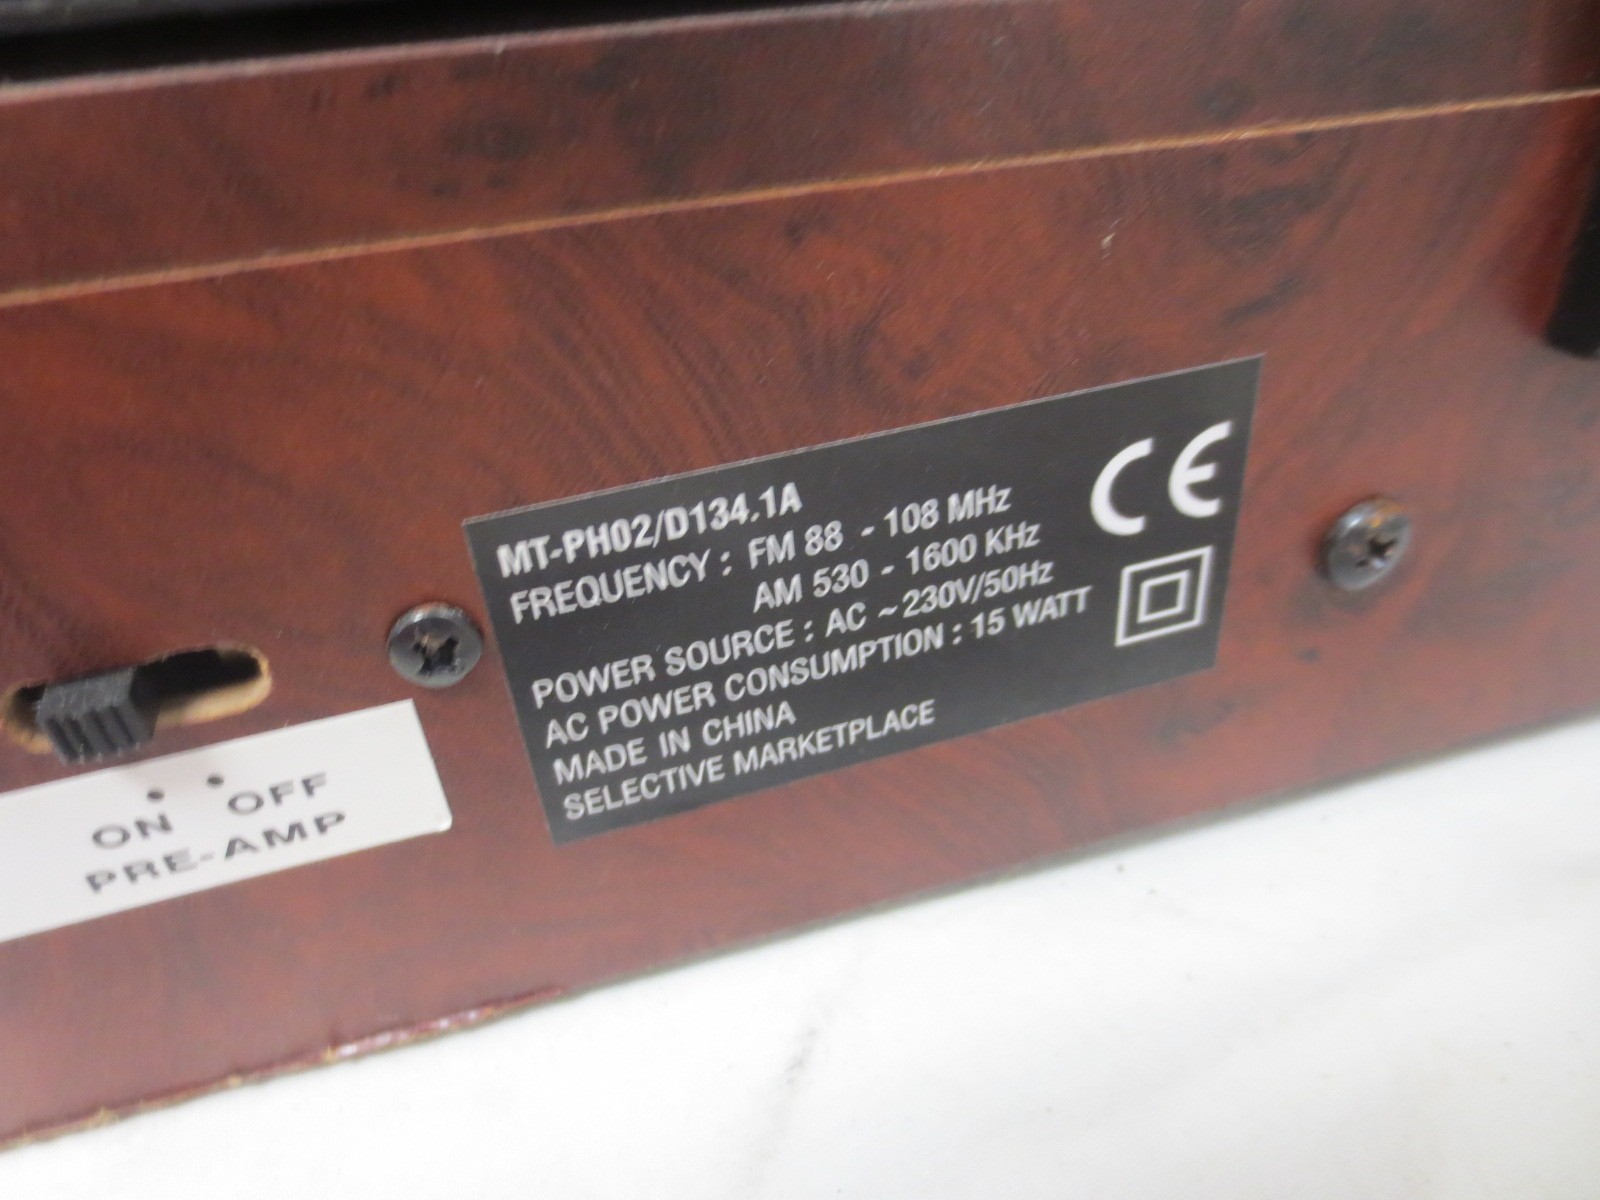 MT-PH02/D134.1A
FREQUENCY : FM 88 - 108 MHz
AM 530 - 1600 KHz
POWER SOURCE : AC ~ 230V/50Hz
AC POWER CONSUMPTION : 15 WATT
MADE IN CHINA
SELECTIVE MARKETPLACE
CE
ON OFF
PRE-AMP